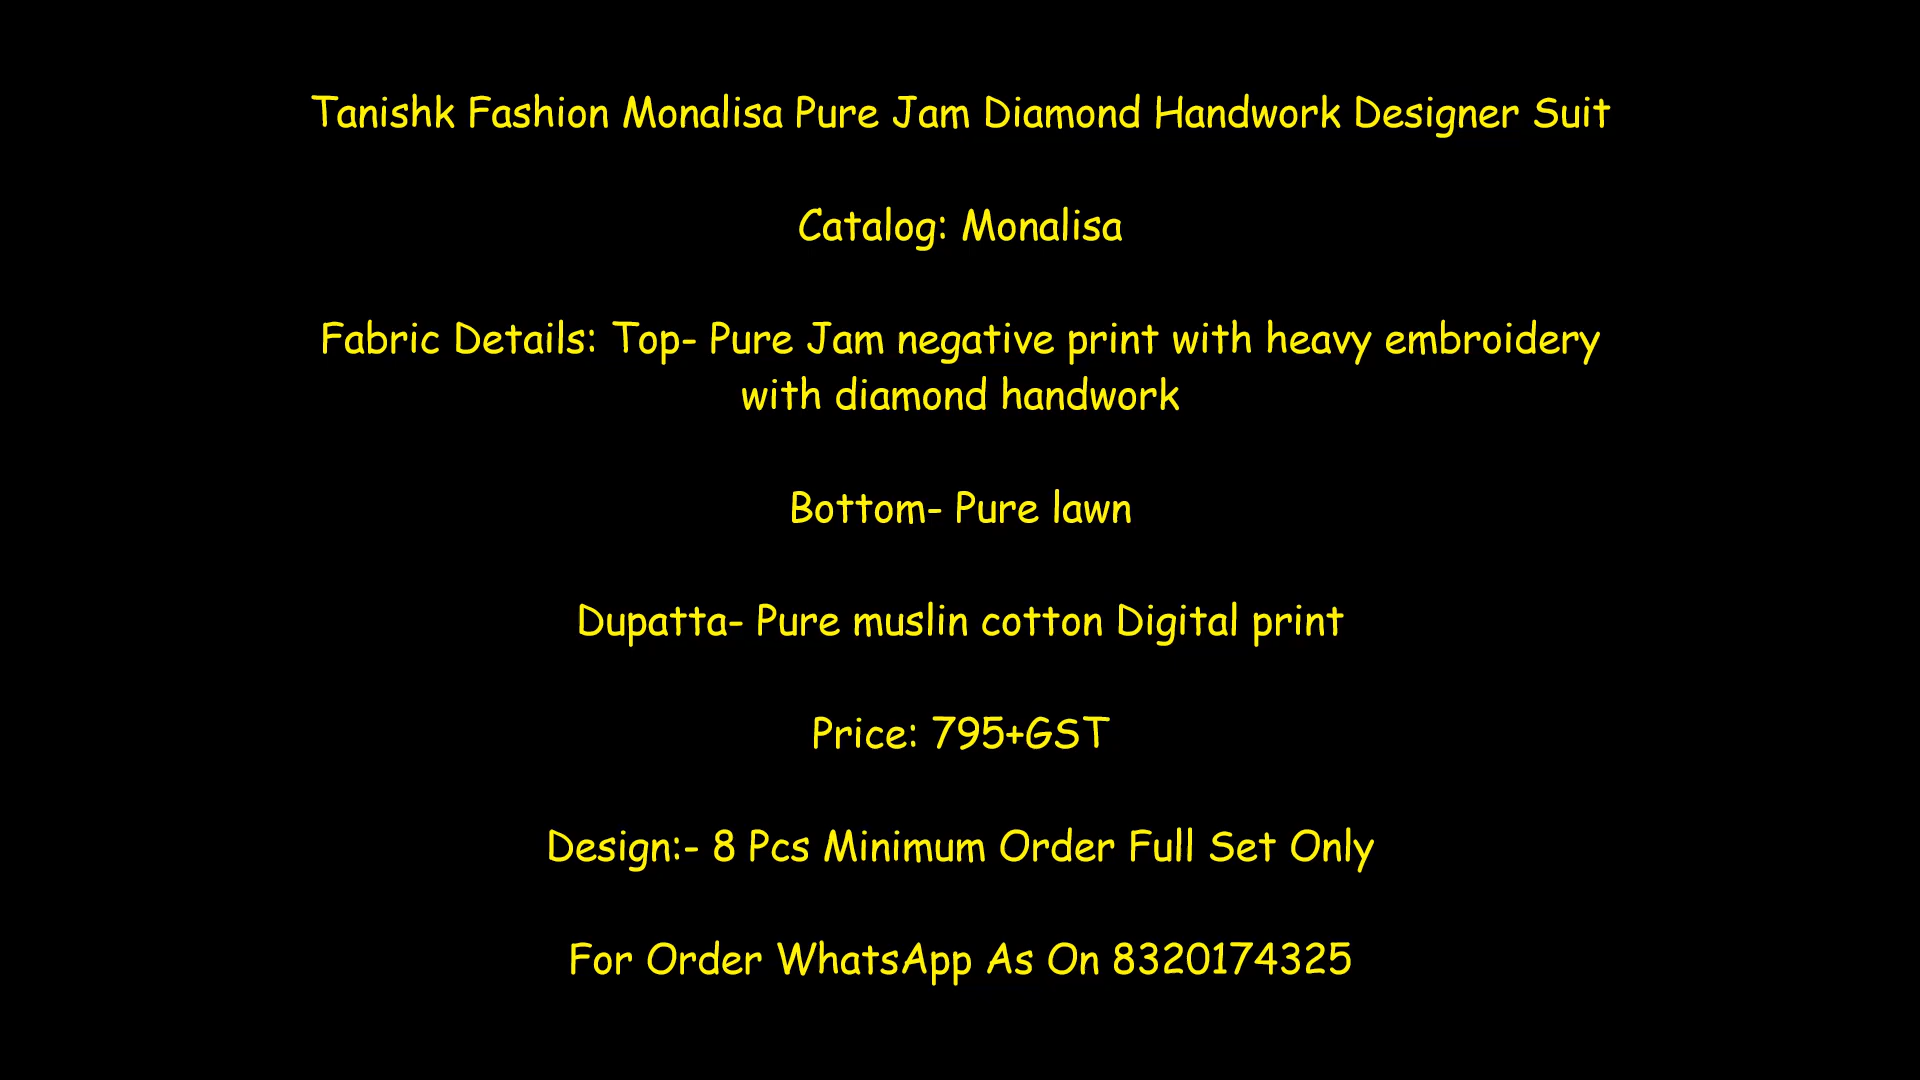 Tanishk Fashion Monalisa Pure Jam Diamond Handwork Designer Suit
Catalog: Monalisa
Fabric Details: Top- Pure Jam negative print with heavy embroidery
with diamond handwork
Bottom- Pure lawn
Dupatta- Pure muslin cotton Digital print
Price: 795+GST
Design:- 8 Pcs Minimum Order Full Set Only
For Order WhatsApp As On 8320174325